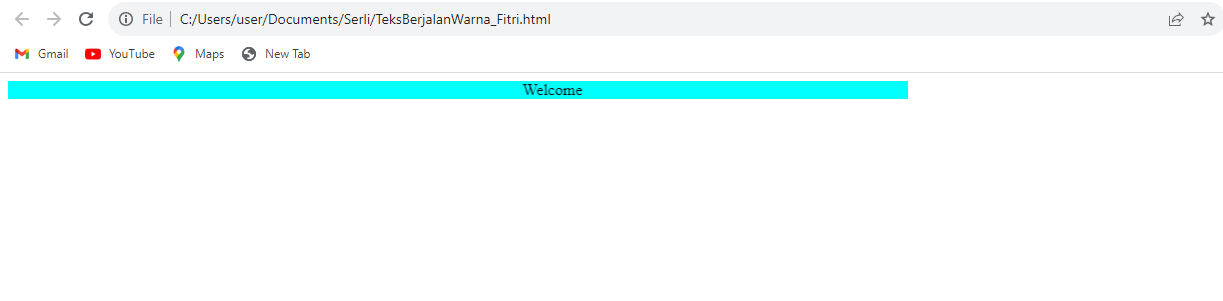 File C:/Users/user/Documents/Serli/TeksBerjalanWarna_Fitri.html
Gmail YouTube Maps New Tab
Welcome